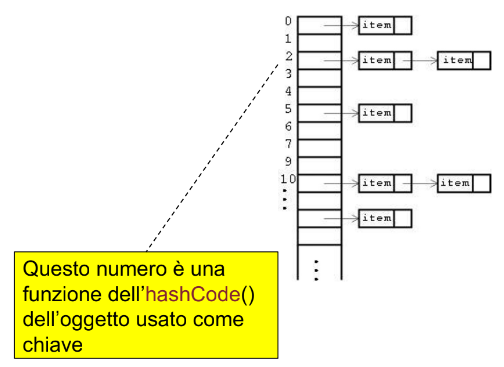 0 item
1
2 item item
3
4
5 item
6
7
9
10 item item
item
Questo numero è una
funzione dell'hashCode()
dell'oggetto usato come
chiave